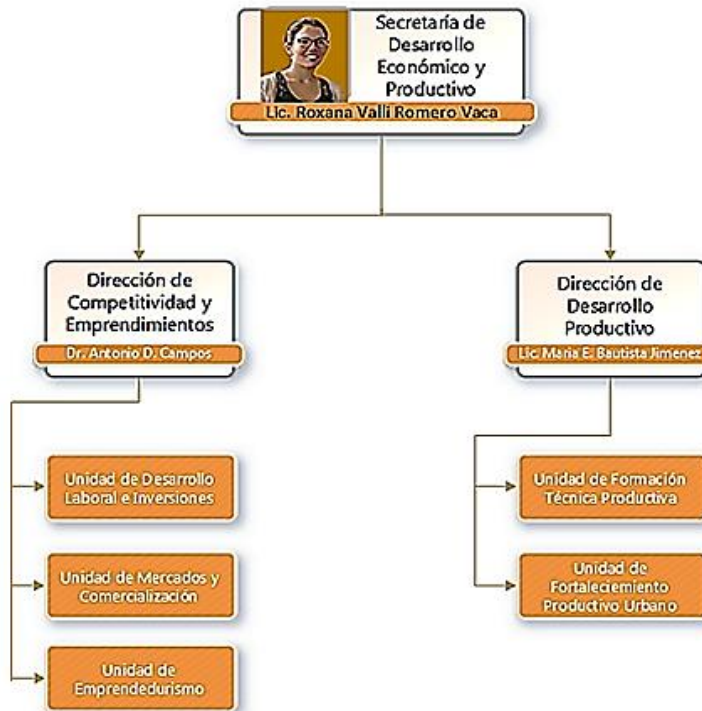 Secretaría de
Desarrollo
Económico y
Productivo
Lic. Roxana Valli Romero Vaca
Dirección de
Competitividad y
Emprendimientos
Dr. Antonio D. Campos
Dirección de
Desarrollo
Productivo
Lic. Maria E. Bautista Jimenez
Unidad de Desarrollo
Laboral e Inversiones
Unidad de Mercados y
Comercialización
Unidad de
Emprendedurismo
Unidad de Formación
Técnica Productiva
Unidad de
Fortaleciemiento
Productivo Urbano